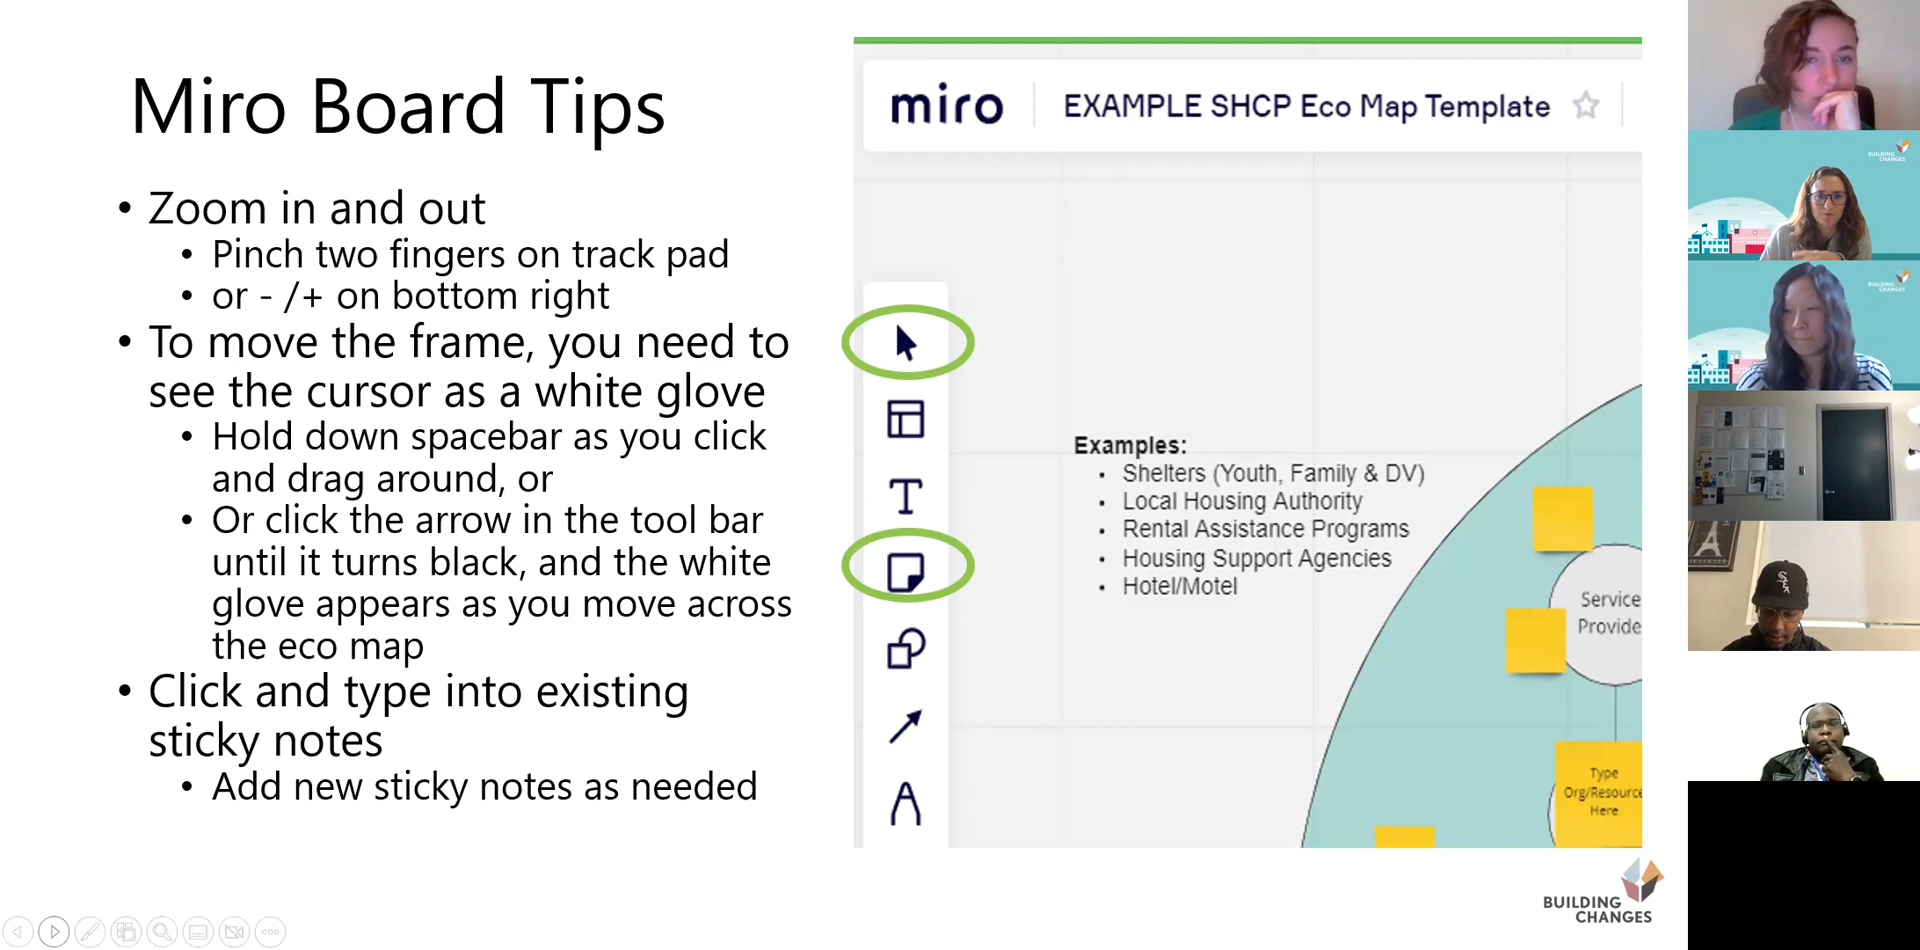 Miro Board Tips
• Zoom in and out
• Pinch two fingers on track pad
• or - /+ on bottom right
• To move the frame, you need to
see the cursor as a white glove
• Hold down spacebar as you click
and drag around, or
• Or click the arrow in the tool bar
until it turns black, and the white
glove appears as you move across
the eco map
• Click and type into existing
sticky notes
• Add new sticky notes as needed
miro
EXAMPLE SHCP Eco Map Template
Examples:
• Shelters (Youth, Family & DV)
• Local Housing Authority
• Rental Assistance Programs
• Housing Support Agencies
• Hotel/Motel
Service
Provide
Type
Org/Resource
Here
BUILDING
CHANGES
BUILDING
CHANGES
BUILDING
CHANGES